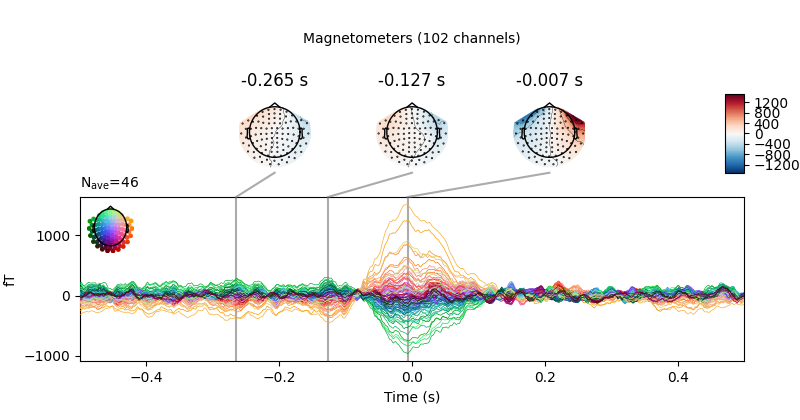 Magnetometers (102 channels)
-0.265 s
-0.127 s
-0.007 s
1200
800
400
0
−400
−800
−1200
Nave=46
1000
0
−1000
fT
−0.4
−0.2
0.0
0.2
0.4
Time (s)